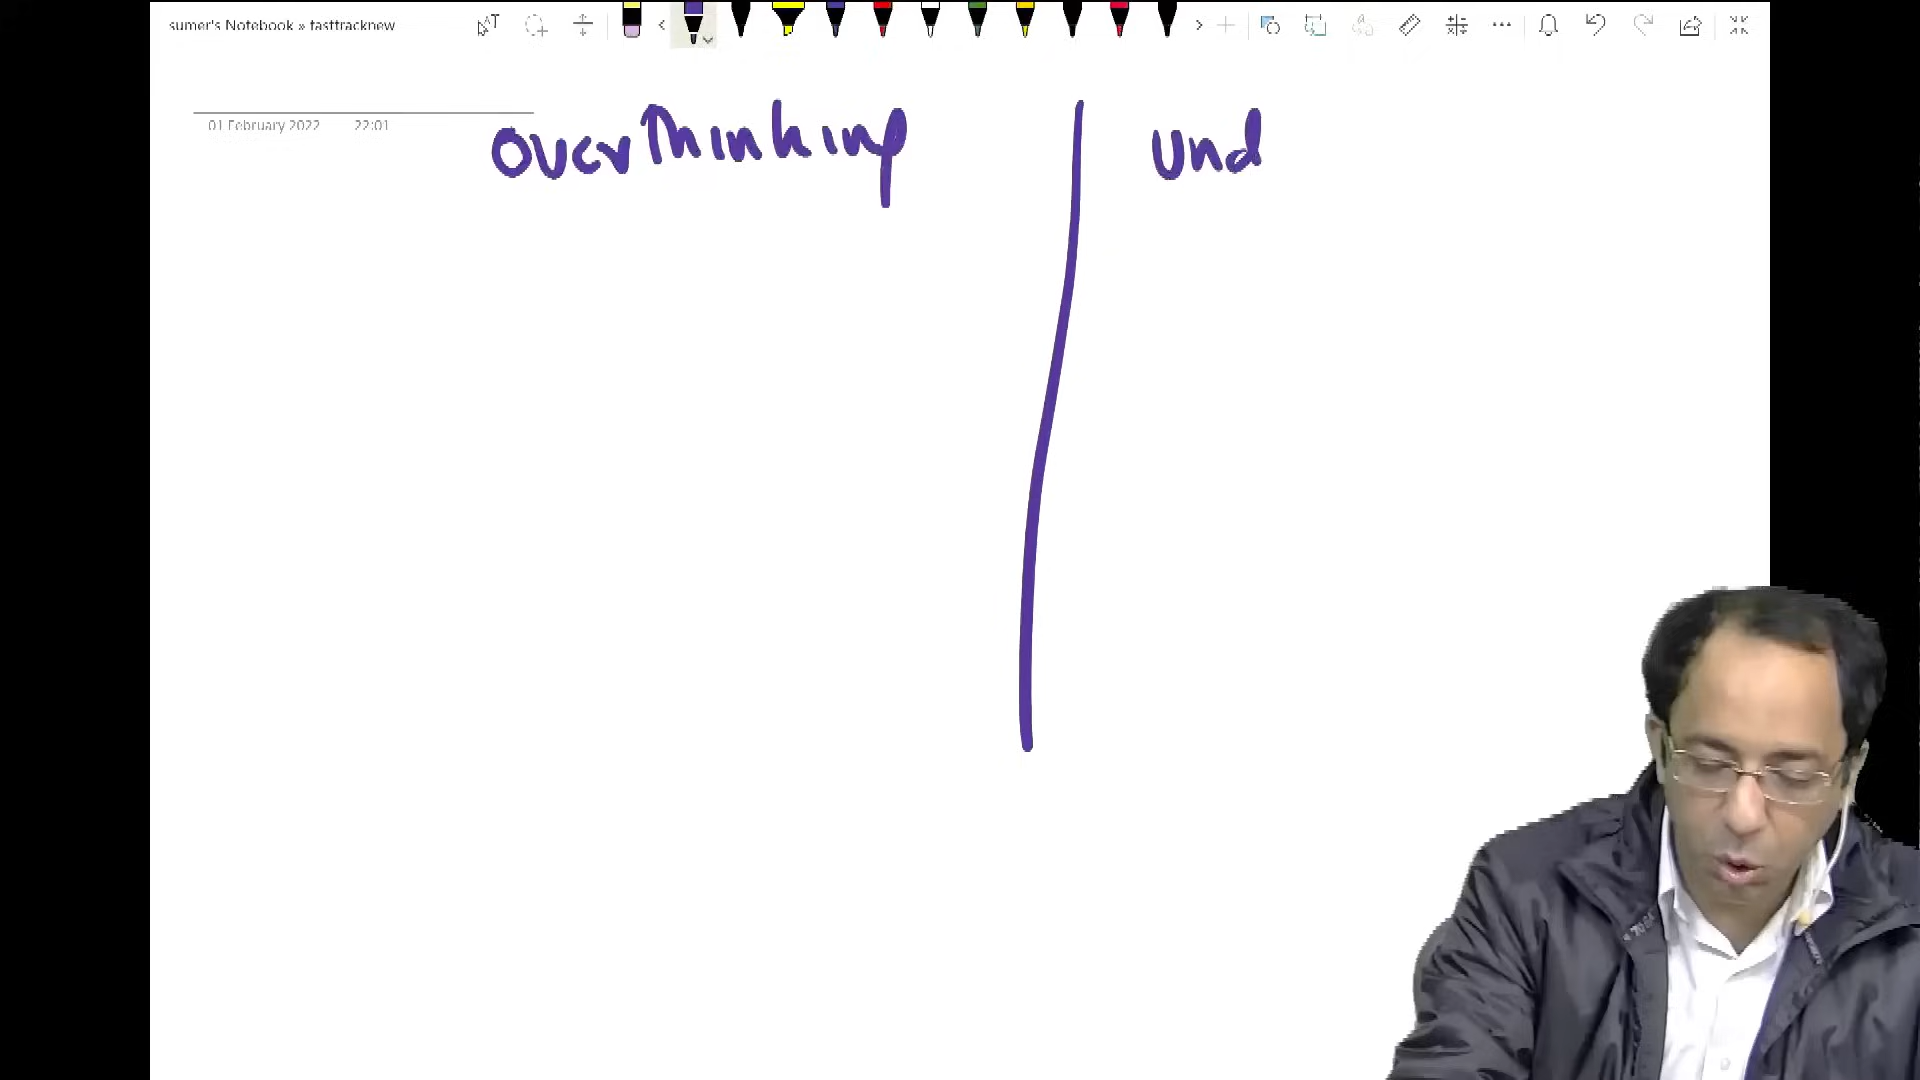 sumer's Notebook » fasttracknew
01 February 2022 22:01
Overthinking Und